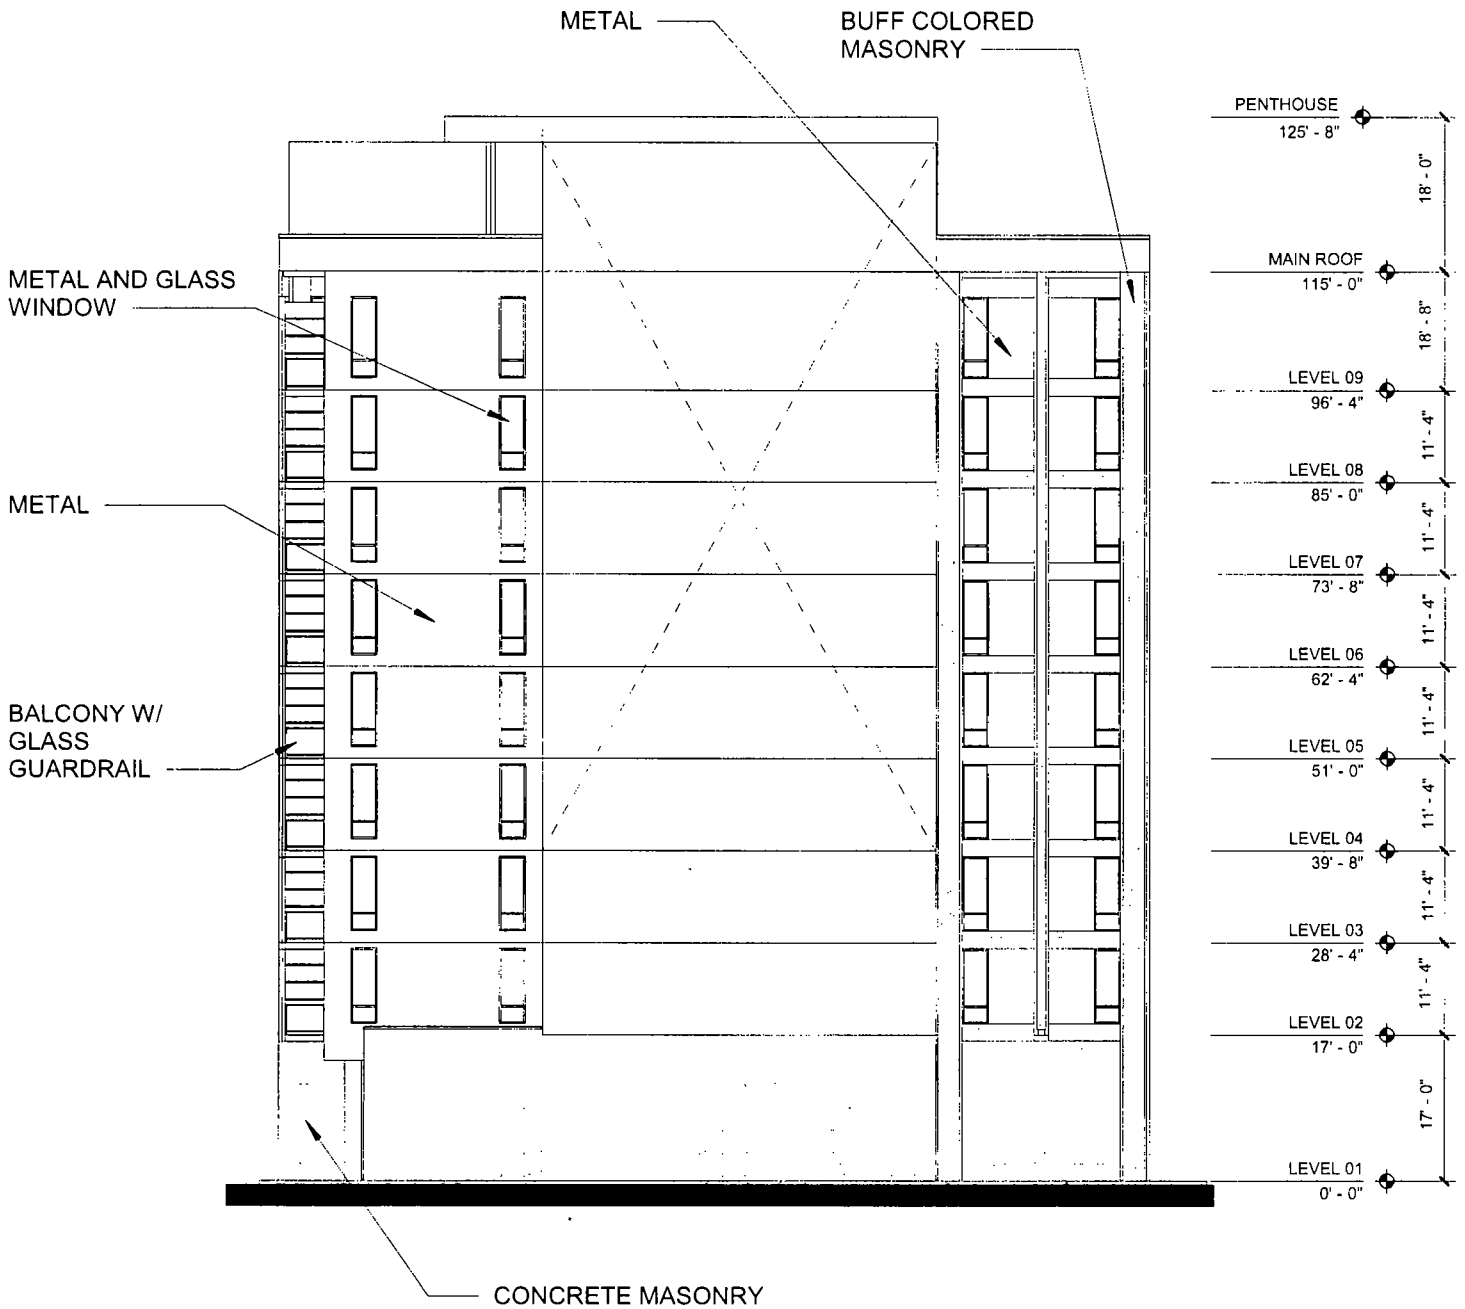 METAL
BUFF COLORED
MASONRY
PENTHOUSE
125' - 8"
18' - 0"
METAL AND GLASS
WINDOW
MAIN ROOF
115' - 0"
18' - 8"
LEVEL 09
96' - 4"
11' - 4"
METAL
LEVEL 08
85' - 0"
11' - 4"
LEVEL 07
73' - 8"
11' - 4"
LEVEL 06
62' - 4"
11' - 4"
BALCONY W/
GLASS
GUARDRAIL
LEVEL 05
51' - 0"
11' - 4"
LEVEL 04
39' - 8"
11' - 4"
LEVEL 03
28' - 4"
11' - 4"
LEVEL 02
17' - 0"
17' - 0"
LEVEL 01
0' - 0"
CONCRETE MASONRY